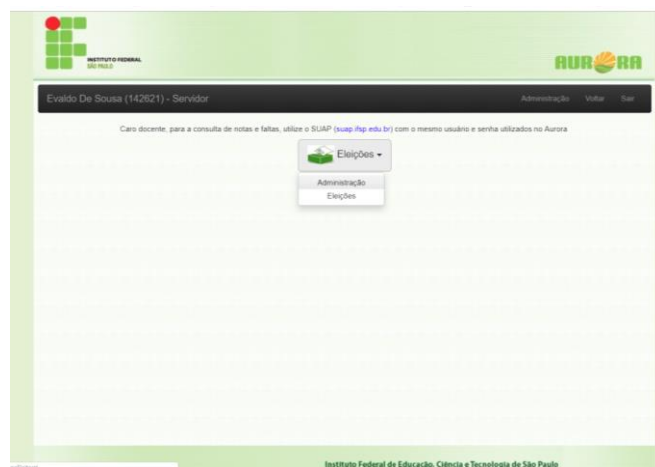 INSTITUTO FEDERAL
SÃO PAULO
AURORA
Evaldo De Sousa (142621) - Servidor
Administração Voltar Sair
Caro docente, para a consulta de notas e faltas, utilize o SUAP (suap.ifsp.edu.br) com o mesmo usuário e senha utilizados no Aurora
Eleições
Administração
Eleições
Instituto Federal de Educação, Ciência e Tecnologia de São Paulo